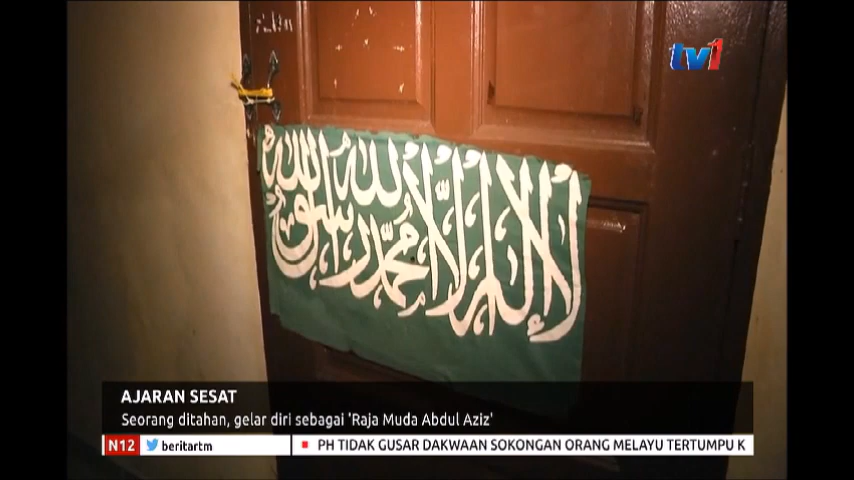 tv1
لا إله إلا الله محمد رسول الله
AJARAN SESAT
Seorang ditahan, gelar diri sebagai 'Raja Muda Abdul Aziz'
N12 beritartm ▪ PH TIDAK GUSAR DAKWAAN SOKONGAN ORANG MELAYU TERTUMPU K